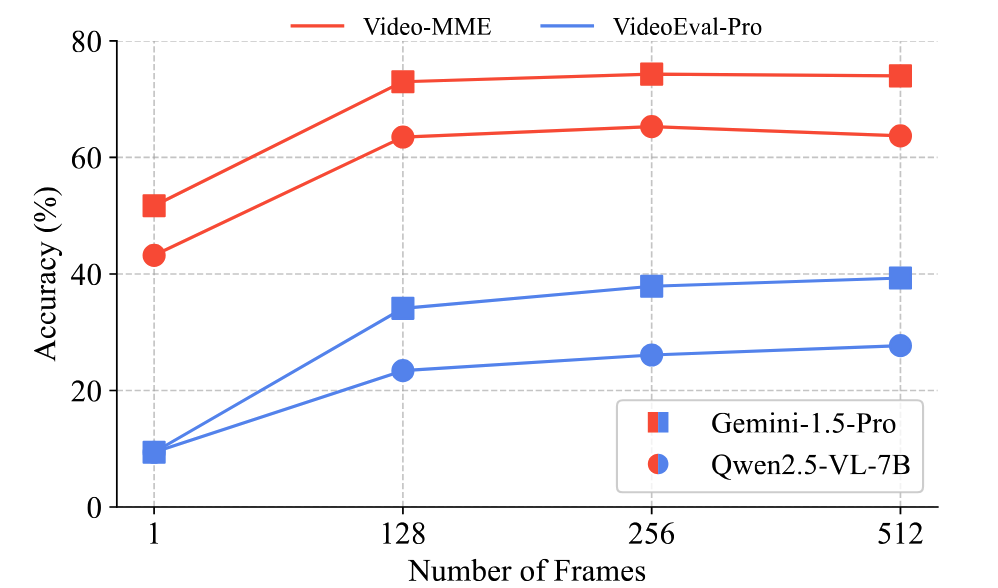 Video-MME VideoEval-Pro
80
60
40
20
0
Accuracy (%)
Gemini-1.5-Pro
Qwen2.5-VL-7B
1 128 256 512
Number of Frames